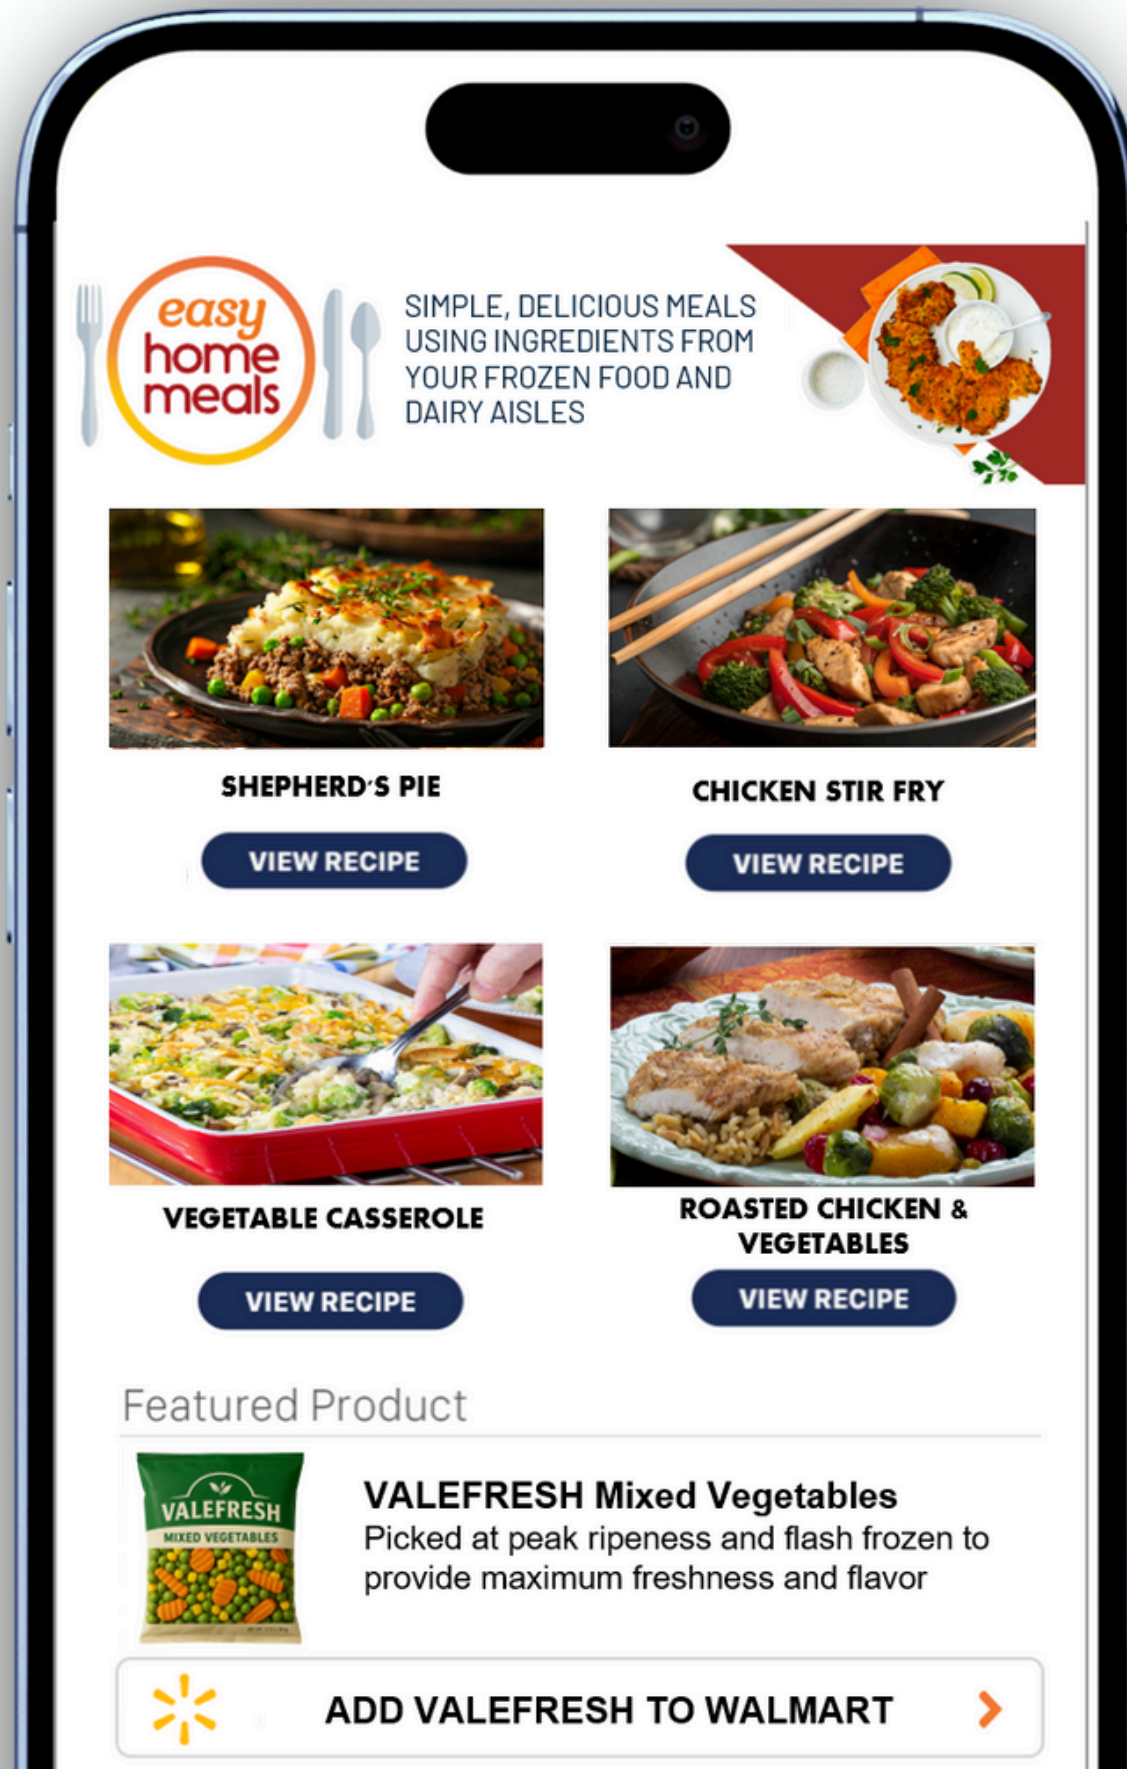 easy
home
meals
SIMPLE, DELICIOUS MEALS
USING INGREDIENTS FROM
YOUR FROZEN FOOD AND
DAIRY AISLES
SHEPHERD'S PIE
CHICKEN STIR FRY
VIEW RECIPE
VIEW RECIPE
VEGETABLE CASSEROLE
ROASTED CHICKEN &
VEGETABLES
VIEW RECIPE
VIEW RECIPE
Featured Product
VALEFRESH
MIXED VEGETABLES
VALEFRESH Mixed Vegetables
Picked at peak ripeness and flash frozen to
provide maximum freshness and flavor
ADD VALEFRESH TO WALMART